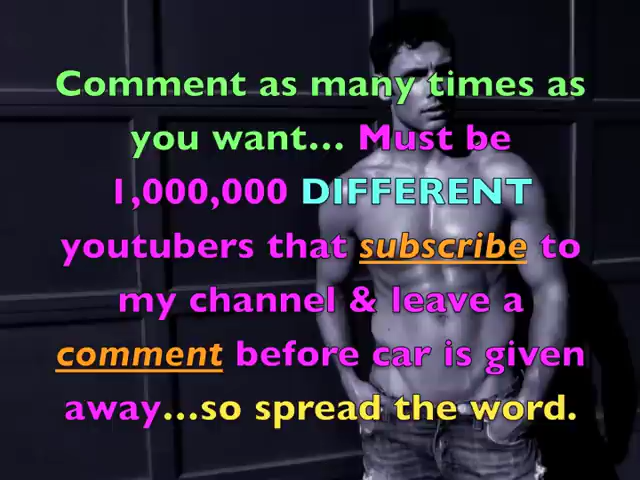 Comment as many times as
you want... Must be
1,000,000 DIFFERENT
youtubers that subscribe to
my channel & leave a
comment before car is given
away...so spread the word.